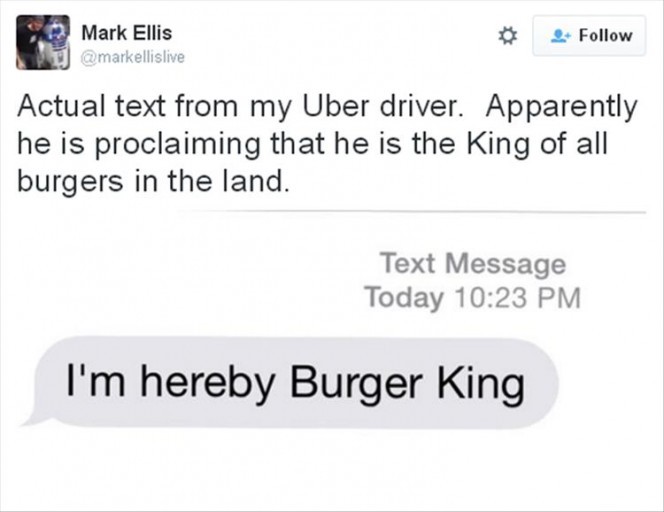 Mark Ellis
@markellislive
Follow
Actual text from my Uber driver. Apparently
he is proclaiming that he is the King of all
burgers in the land.
Text Message
Today 10:23 PM
I'm hereby Burger King